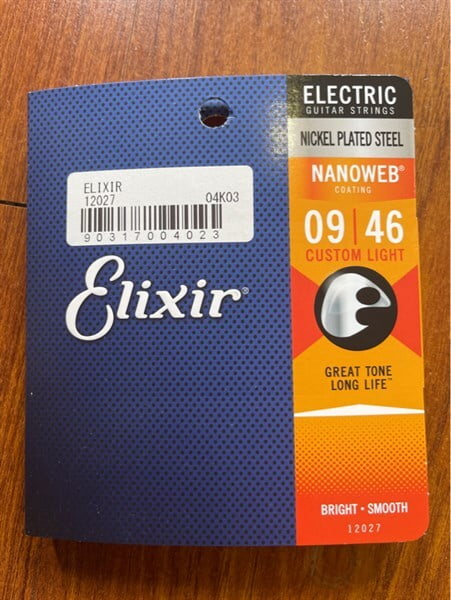 ELIXIR
12027 04K03
90317004023
Elixir®
ELECTRIC
GUITAR STRINGS
NICKEL PLATED STEEL
NANOWEB®
COATING
09 | 46
CUSTOM LIGHT
GREAT TONE
LONG LIFE™
BRIGHT • SMOOTH
12027